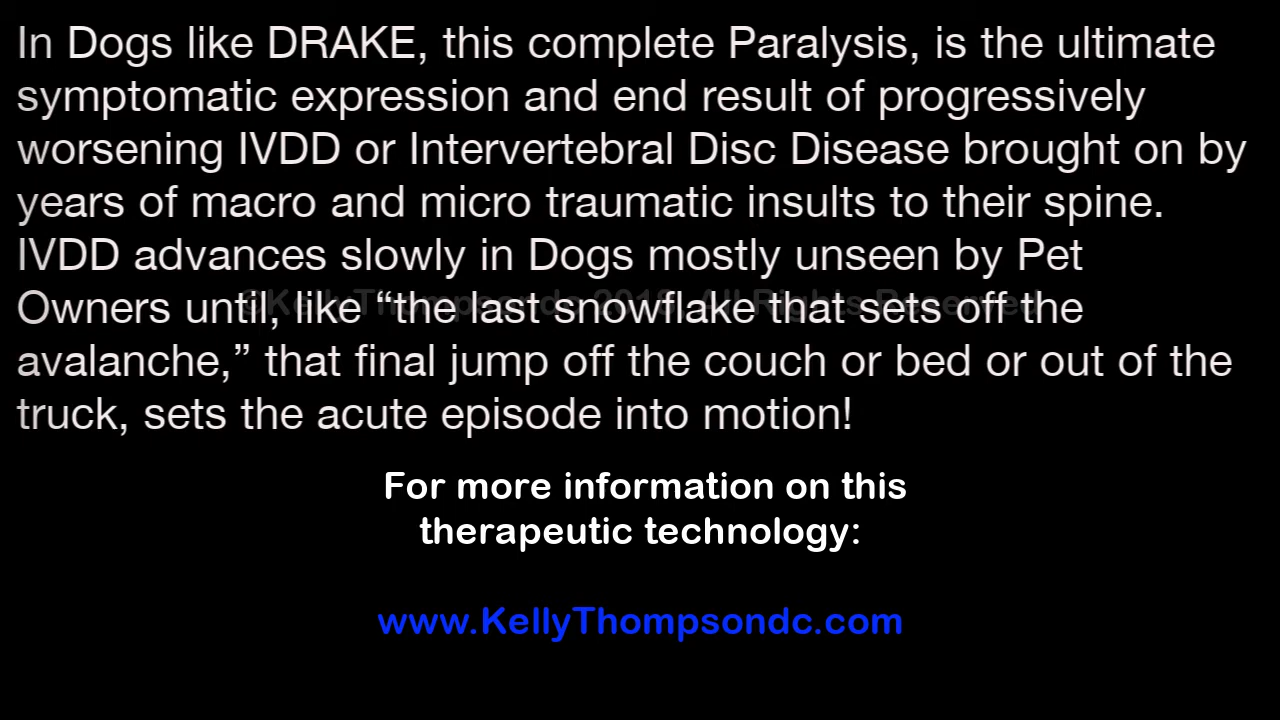 In Dogs like DRAKE, this complete Paralysis, is the ultimate
symptomatic expression and end result of progressively
worsening IVDD or Intervertebral Disc Disease brought on by
years of macro and micro traumatic insults to their spine.
IVDD advances slowly in Dogs mostly unseen by Pet
Owners until, like “the last snowflake that sets off the
avalanche,” that final jump off the couch or bed or out of the
truck, sets the acute episode into motion!
©KellyThompsondc All Rights Reserved
For more information on this
therapeutic technology:
www.KellyThompsondc.com